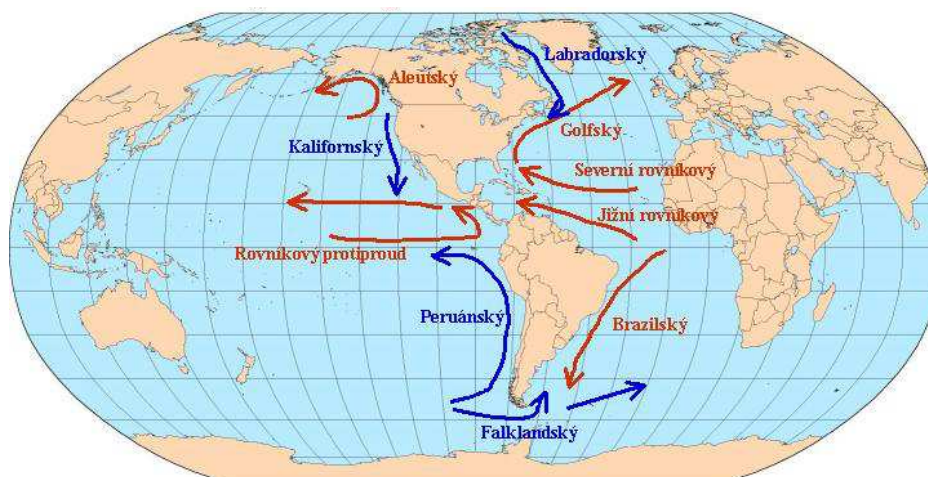 Labradorský
Aleutský
Golfský
Kalifornský
Severní rovníkový
Jižní rovníkový
Rovníkový protiproud
Peruánský
Brazilský
Falklandský